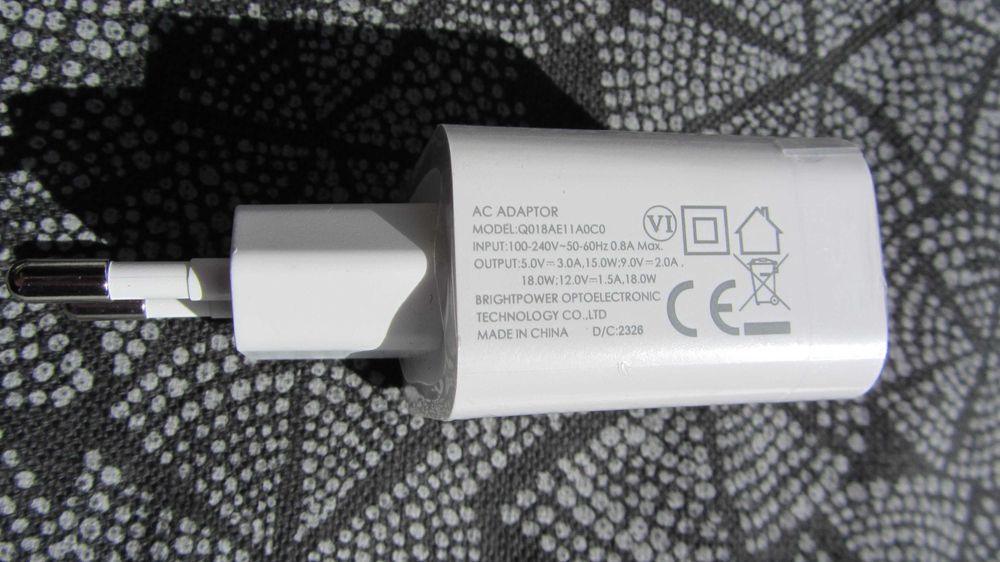 AC ADAPTOR
MODEL:Q018AE11A0C0
INPUT:100-240V~50-60Hz 0.8A Max.
OUTPUT:5.0V⎓3.0A,15.0W;9.0V⎓2.0A,
18.0W;12.0V⎓1.5A,18.0W
BRIGHTPOWER OPTOELECTRONIC
TECHNOLOGY CO.,LTD
MADE IN CHINA D/C:2326
VI
CE